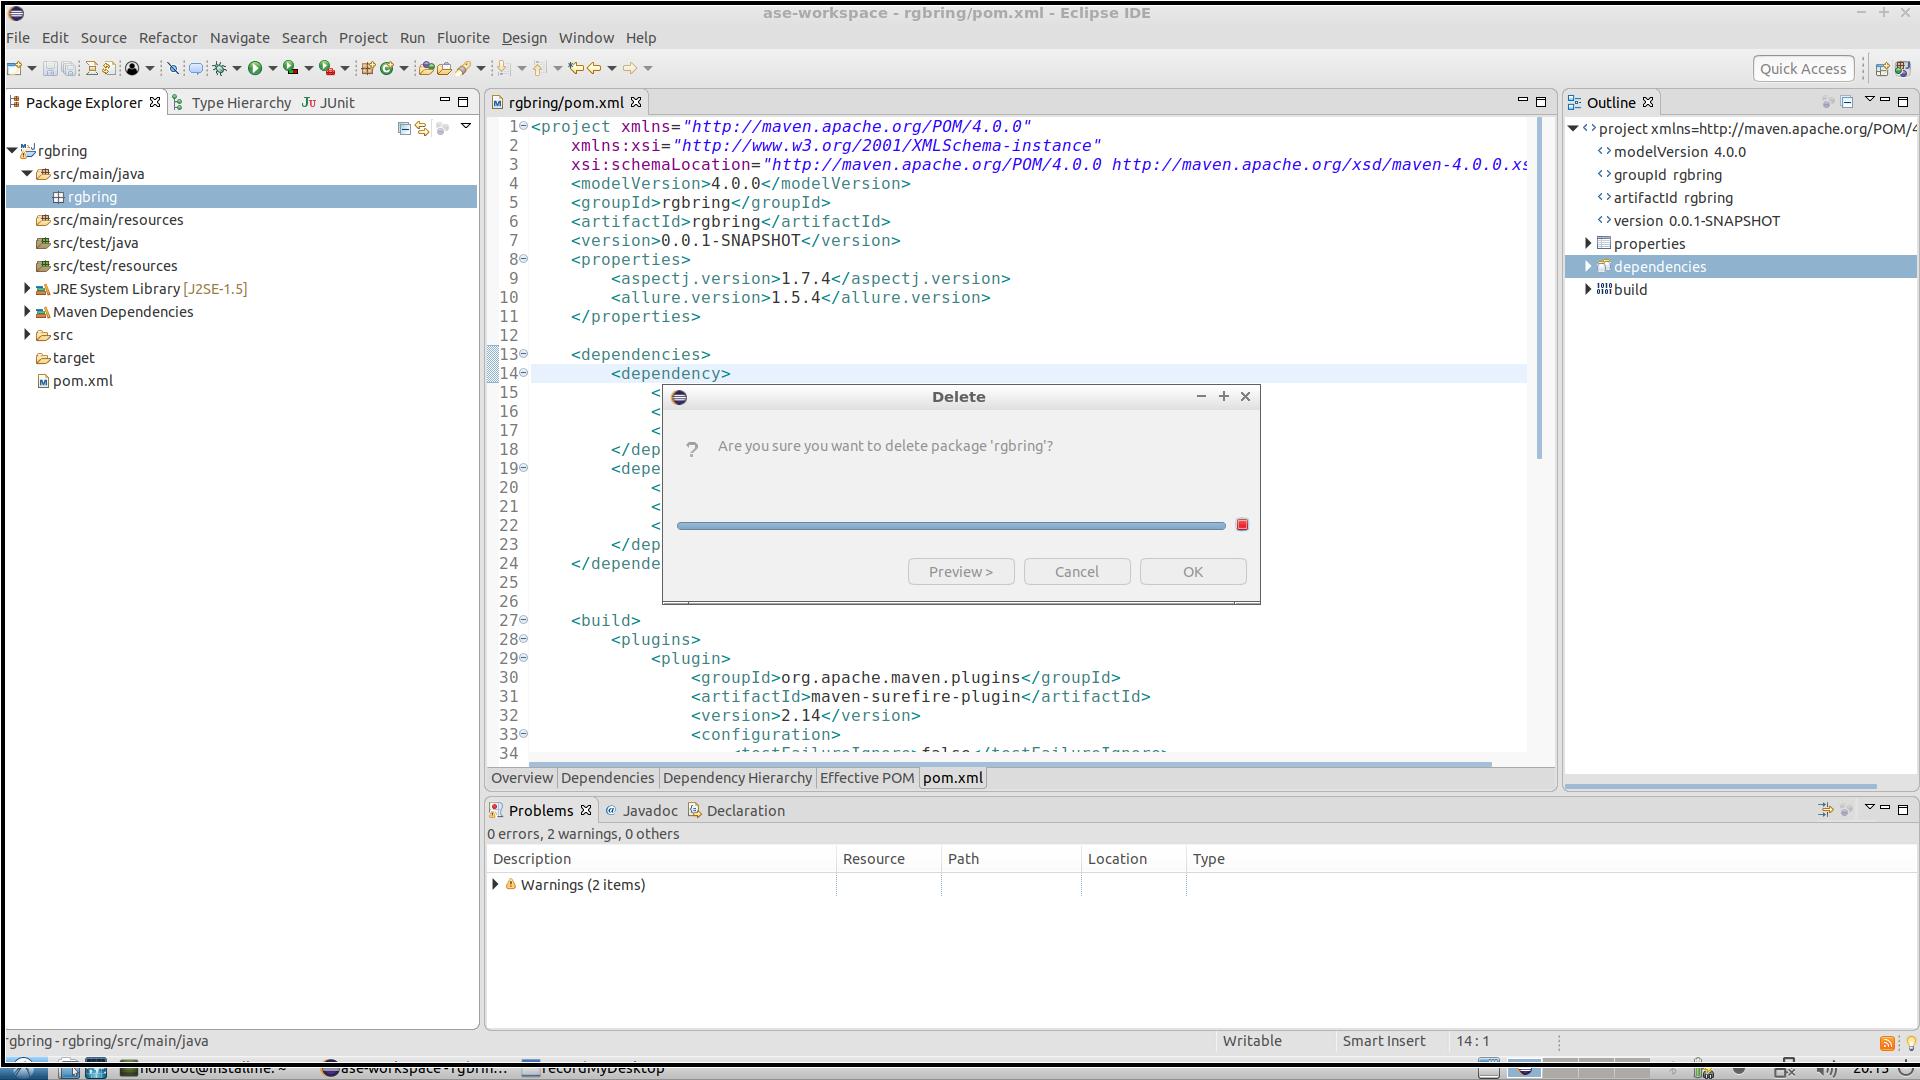 ase-workspace - rgbring/pom.xml - Eclipse IDE
File Edit Source Refactor Navigate Search Project Run Fluorite Design Window Help
Quick Access
Package Explorer
Type Hierarchy
JUnit
rgbring
src/main/java
rgbring
src/main/resources
src/test/java
src/test/resources
JRE System Library [J2SE-1.5]
Maven Dependencies
src
target
pom.xml
rgbring/pom.xml
1 <project xmlns="http://maven.apache.org/POM/4.0.0"
2 xmlns:xsi="http://www.w3.org/2001/XMLSchema-instance"
3 xsi:schemaLocation="http://maven.apache.org/POM/4.0.0 http://maven.apache.org/xsd/maven-4.0.0.xs
4 <modelVersion>4.0.0</modelVersion>
5 <groupId>rgbring</groupId>
6 <artifactId>rgbring</artifactId>
7 <version>0.0.1-SNAPSHOT</version>
8 <properties>
9 <aspectj.version>1.7.4</aspectj.version>
10 <allure.version>1.5.4</allure.version>
11 </properties>
12
13 <dependencies>
14 <dependency>
15 <
16 <
17 <
18 </dep
19 <depe
20 <
21 <
22 <
23 </dep
24 </depende
25
26
27 <build>
28 <plugins>
29 <plugin>
30 <groupId>org.apache.maven.plugins</groupId>
31 <artifactId>maven-surefire-plugin</artifactId>
32 <version>2.14</version>
33 <configuration>
34 <testFailureIgnore>false</testFailureIgnore>
Delete
Are you sure you want to delete package 'rgbring'?
Preview > Cancel OK
Overview Dependencies Dependency Hierarchy Effective POM pom.xml
Outline
project xmlns=http://maven.apache.org/POM/4
modelVersion 4.0.0
groupId rgbring
artifactId rgbring
version 0.0.1-SNAPSHOT
properties
dependencies
build
Problems @ Javadoc Declaration
0 errors, 2 warnings, 0 others
Description Resource Path Location Type
Warnings (2 items)
rgbring - rgbring/src/main/java
Writable Smart Insert 14 : 1
nonroot@installme: ~
ase-workspace - rgbrin...
recordMyDesktop
20:15